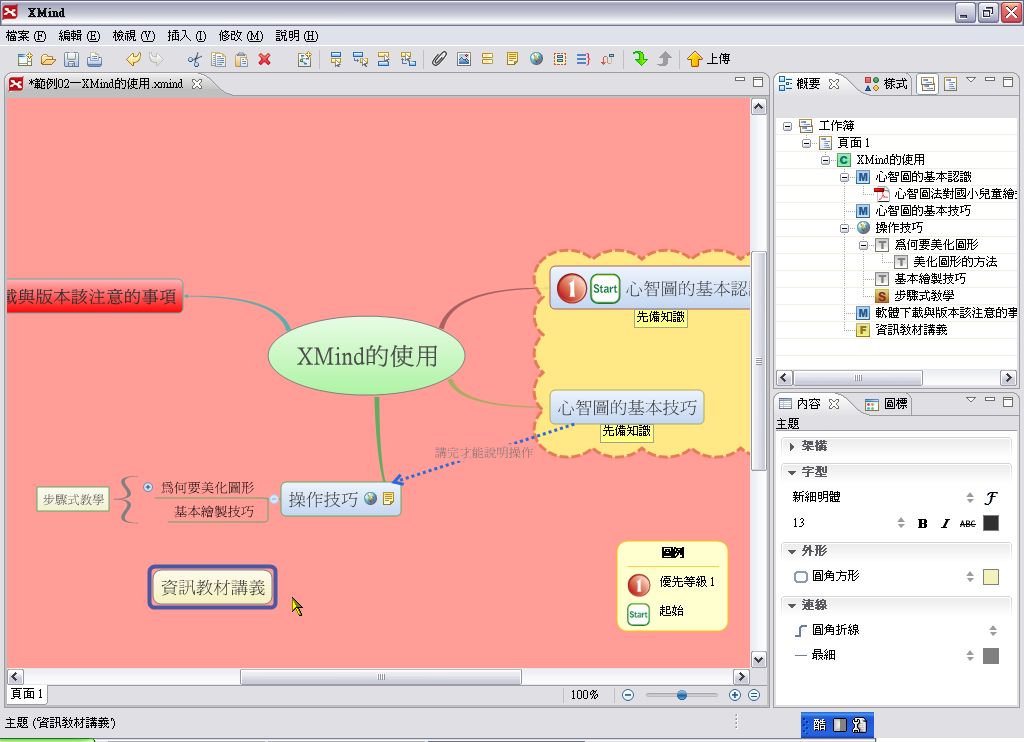 XMind
檔案 (F) 編輯 (E) 檢視 (V) 插入 (I) 修改 (M) 說明 (H)
上傳
*範例02—XMind的使用.xmind
載與版本該注意的事項
XMind的使用
1 Start 心智圖的基本認
先備知識
心智圖的基本技巧
先備知識
講完才能說明操作
步驟式教學
為何要美化圖形
基本繪製技巧
操作技巧
資訊教材講義
圖例
1 優先等級 1
Start 起始
頁面 1
100%
主題 ('資訊教材講義')
概要 樣式
工作簿
頁面 1
C XMind的使用
M 心智圖的基本認識
心智圖法對國小兒童繪
M 心智圖的基本技巧
操作技巧
T 為何要美化圖形
T 美化圖形的方法
T 基本繪製技巧
S 步驟式教學
M 軟體下載與版本該注意的事
F 資訊教材講義
內容 圖標
主題
架構
字型
新細明體
13 B I ABC
外形
圓角方形
連線
圓角折線
最細
酷